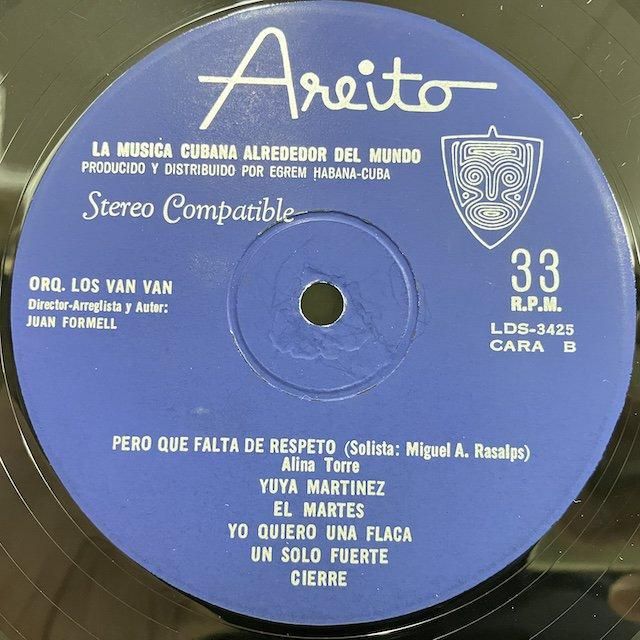 Areito
LA MUSICA CUBANA ALREDEDOR DEL MUNDO
PRODUCIDO Y DISTRIBUIDO POR EGREM HABANA-CUBA
Stereo Compatible
ORQ. LOS VAN VAN
Director-Arreglista y Autor:
JUAN FORMELL
33
R.P.M.
LDS-3425
CARA B
PERO QUE FALTA DE RESPETO (Solista: Miguel A. Rasalps)
Alina Torre
YUYA MARTINEZ
EL MARTES
YO QUIERO UNA FLACA
UN SOLO FUERTE
CIERRE